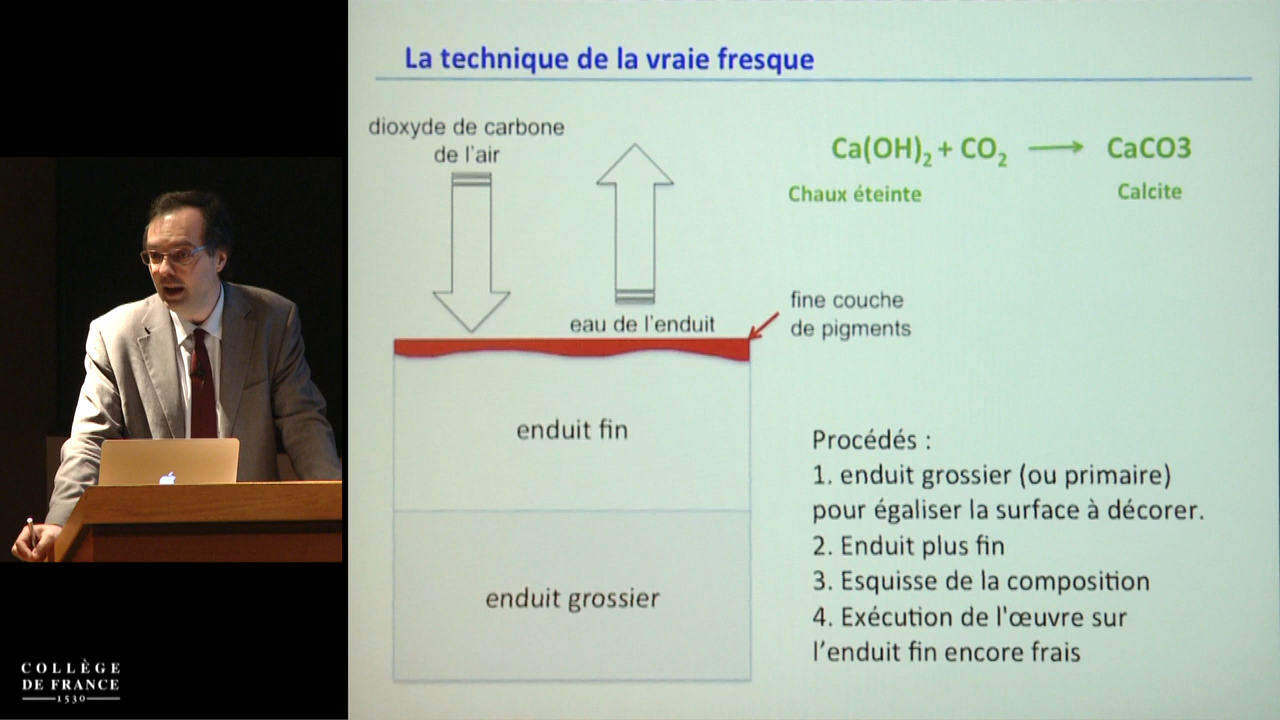 La technique de la vraie fresque
dioxyde de carbone
de l'air
Ca(OH)₂ + CO₂ → CaCO3
Chaux éteinte
Calcite
eau de l'enduit
fine couche
de pigments
enduit fin
enduit grossier
Procédés :
1. enduit grossier (ou primaire)
pour égaliser la surface à décorer.
2. Enduit plus fin
3. Esquisse de la composition
4. Exécution de l'œuvre sur
l'enduit fin encore frais
COLLÈGE
DE FRANCE
1530